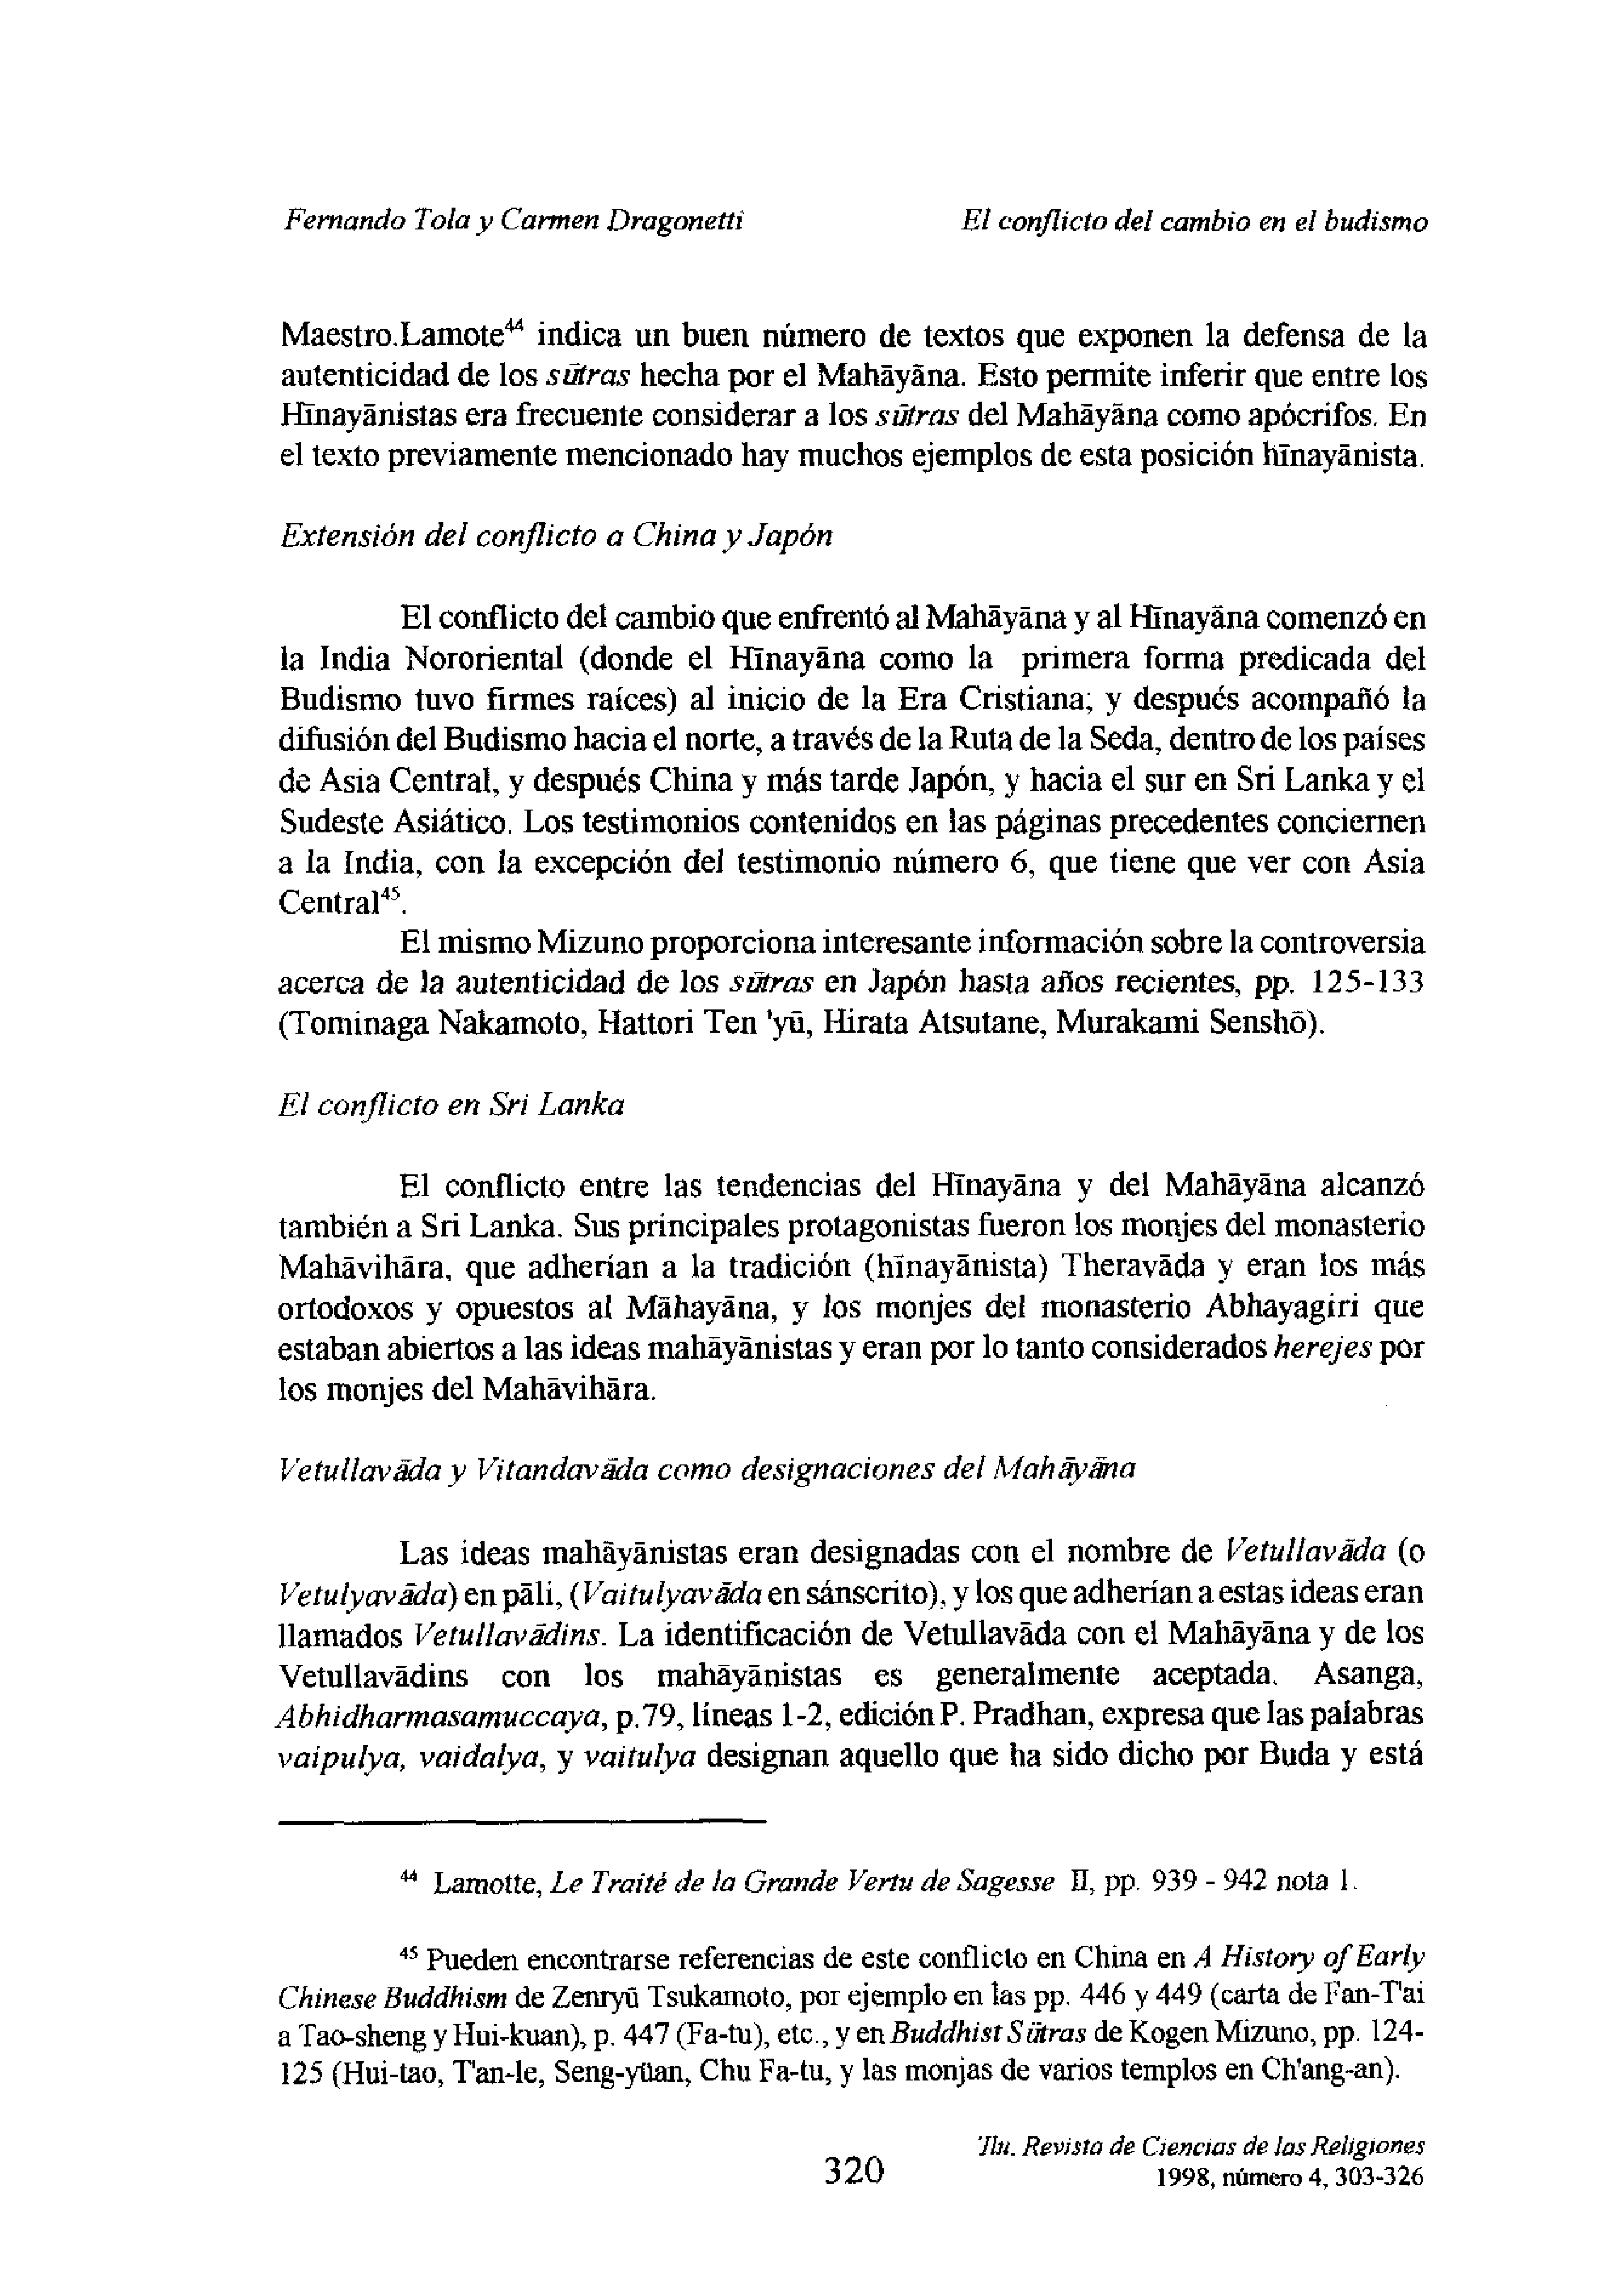 Fernando Tola y Carmen Dragonetti El conflicto del cambio en el budismo
Maestro.Lamote⁴⁴ indica un buen número de textos que exponen la defensa de la
autenticidad de los sūtras hecha por el Mahāyāna. Esto permite inferir que entre los
Hīnayānistas era frecuente considerar a los sūtras del Mahāyāna como apócrifos. En
el texto previamente mencionado hay muchos ejemplos de esta posición hīnayānista.
Extensión del conflicto a China y Japón
El conflicto del cambio que enfrentó al Mahāyāna y al Hīnayāna comenzó en
la India Nororiental (donde el Hīnayāna como la primera forma predicada del
Budismo tuvo firmes raíces) al inicio de la Era Cristiana; y después acompañó la
difusión del Budismo hacia el norte, a través de la Ruta de la Seda, dentro de los países
de Asia Central, y después China y más tarde Japón, y hacia el sur en Sri Lanka y el
Sudeste Asiático. Los testimonios contenidos en las páginas precedentes conciernen
a la India, con la excepción del testimonio número 6, que tiene que ver con Asia
Central⁴⁵.
El mismo Mizuno proporciona interesante información sobre la controversia
acerca de la autenticidad de los sūtras en Japón hasta años recientes, pp. 125-133
(Tominaga Nakamoto, Hattori Ten 'yū, Hirata Atsutane, Murakami Senshō).
El conflicto en Sri Lanka
El conflicto entre las tendencias del Hīnayāna y del Mahāyāna alcanzó
también a Sri Lanka. Sus principales protagonistas fueron los monjes del monasterio
Mahāvihāra, que adherían a la tradición (hīnayānista) Theravāda y eran los más
ortodoxos y opuestos al Māhayāna, y los monjes del monasterio Abhayagiri que
estaban abiertos a las ideas mahāyānistas y eran por lo tanto considerados herejes por
los monjes del Mahāvihāra.
Vetullavāda y Vitandavāda como designaciones del Mahāyāna
Las ideas mahāyānistas eran designadas con el nombre de Vetullavāda (o
Vetulyavāda) en pāli, (Vaitulyavāda en sánscrito), y los que adherían a estas ideas eran
llamados Vetullavādins. La identificación de Vetullavāda con el Mahāyāna y de los
Vetullavādins con los mahāyānistas es generalmente aceptada. Asanga,
Abhidharmasamuccaya, p.79, líneas 1-2, edición P. Pradhan, expresa que las palabras
vaipulya, vaidalya, y vaitulya designan aquello que ha sido dicho por Buda y está
⁴⁴ Lamotte, Le Traité de la Grande Vertu de Sagesse II, pp. 939 - 942 nota 1.
⁴⁵ Pueden encontrarse referencias de este conflicto en China en A History of Early
Chinese Buddhism de Zenryū Tsukamoto, por ejemplo en las pp. 446 y 449 (carta de Fan-T'ai
a Tao-sheng y Hui-kuan), p. 447 (Fa-tu), etc., y en Buddhist Sūtras de Kogen Mizuno, pp. 124-
125 (Hui-tao, T'an-le, Seng-yüan, Chu Fa-tu, y las monjas de varios templos en Ch'ang-an).
'Ilu. Revista de Ciencias de las Religiones
320 1998, número 4, 303-326